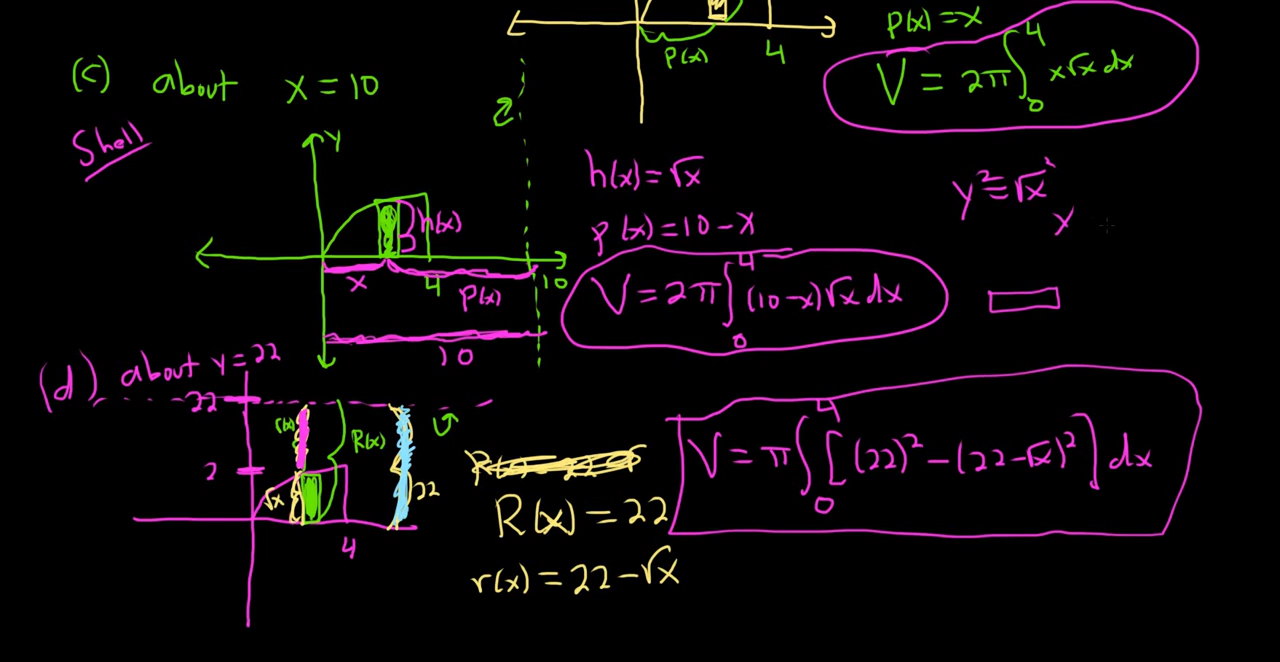 p(x) = x
p(x)
4
V = 2π∫₀⁴ x√x dx
(c) about x = 10
2
Shell
y
h(x) = √x
y² = √x²
x
h(x)
p(x) = 10 - x
x
4
p(x)
10
V = 2π∫₀⁴ (10-x)√x dx
10
(d) about y = 22
22
r(x)
R(x)
2
√x
22
4
V = π∫₀⁴ [(22)² - (22-√x)²] dx
R(x) = 22
r(x) = 22 - √x